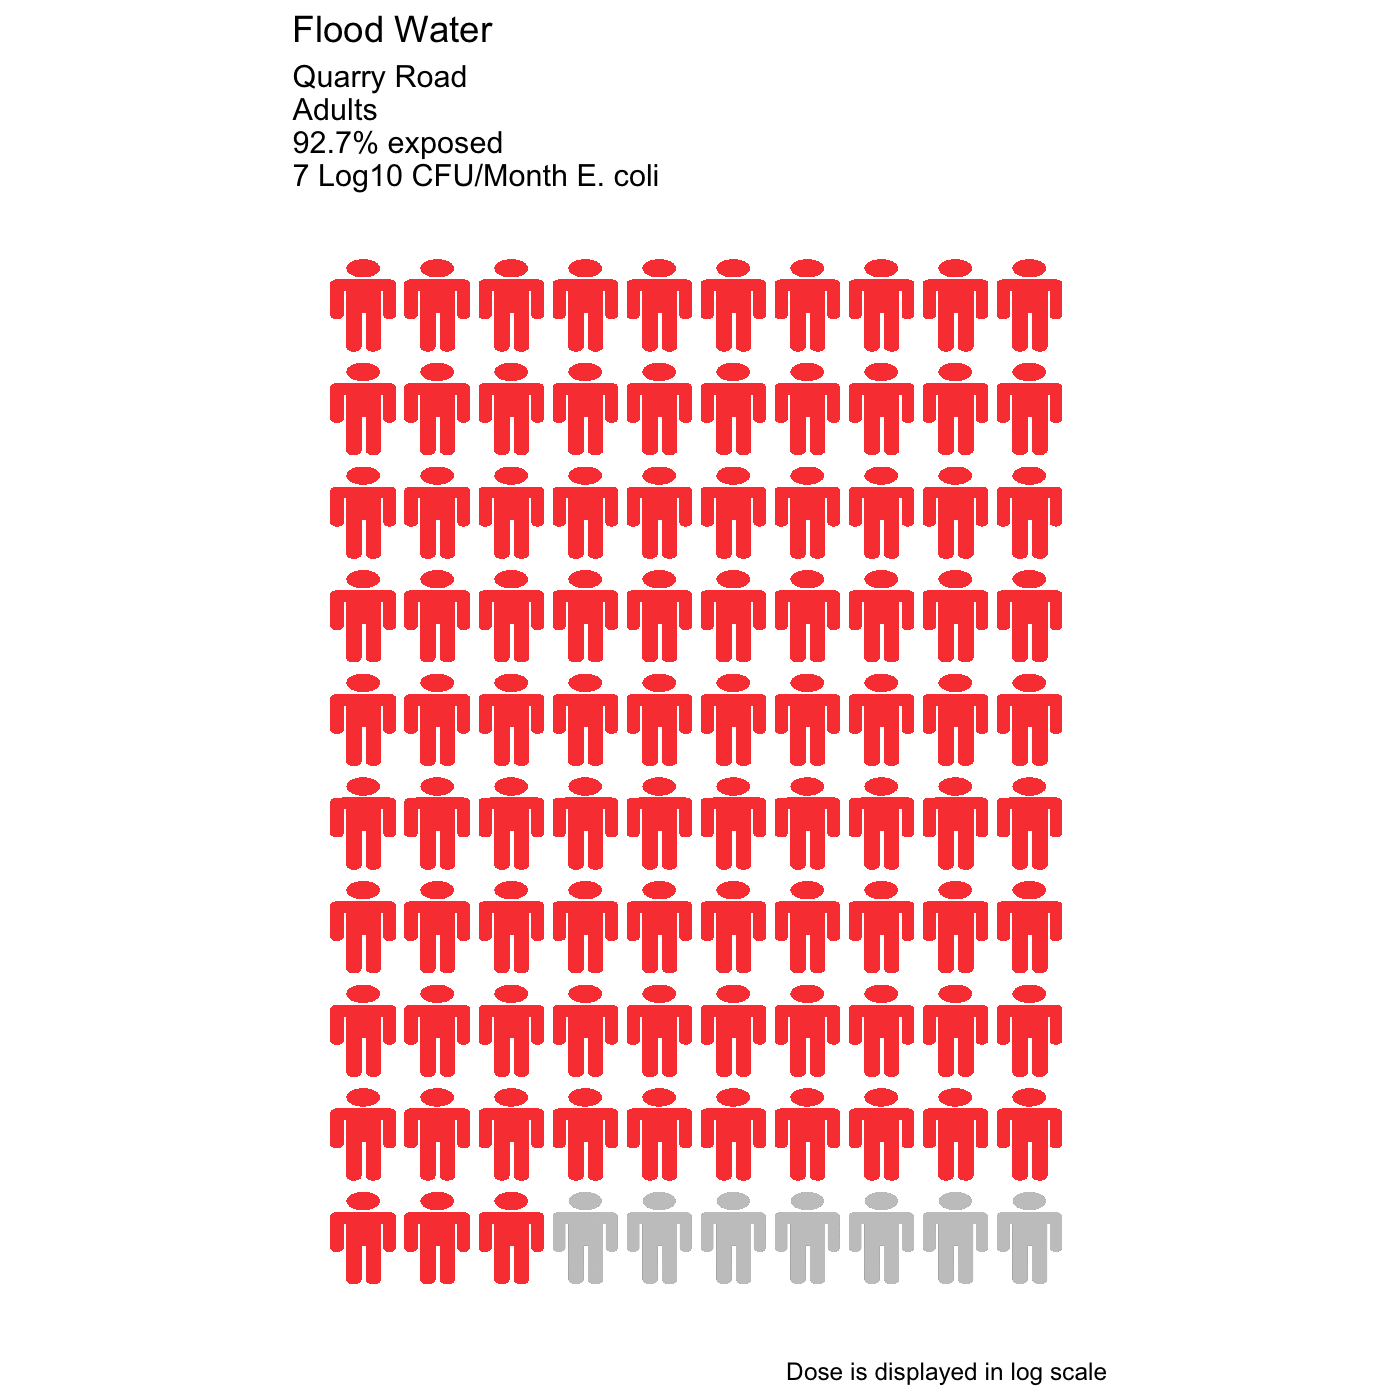 Flood Water
Quarry Road
Adults
92.7% exposed
7 Log10 CFU/Month E. coli
Dose is displayed in log scale